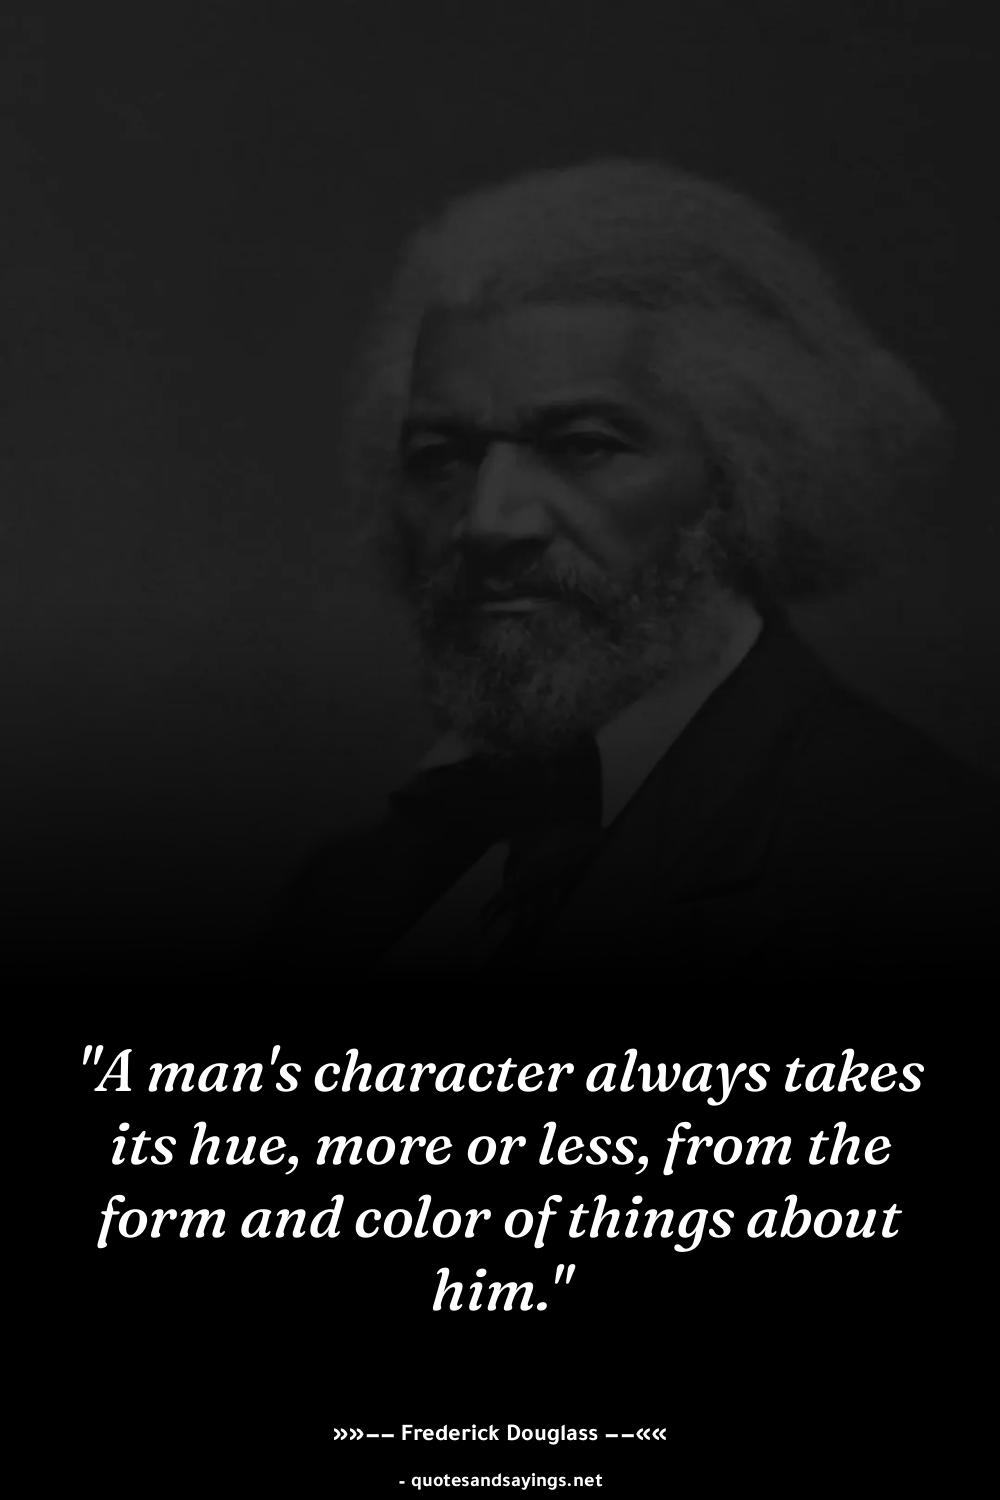 "A man's character always takes
its hue, more or less, from the
form and color of things about
him."
»»−− Frederick Douglass −−««
- quotesandsayings.net